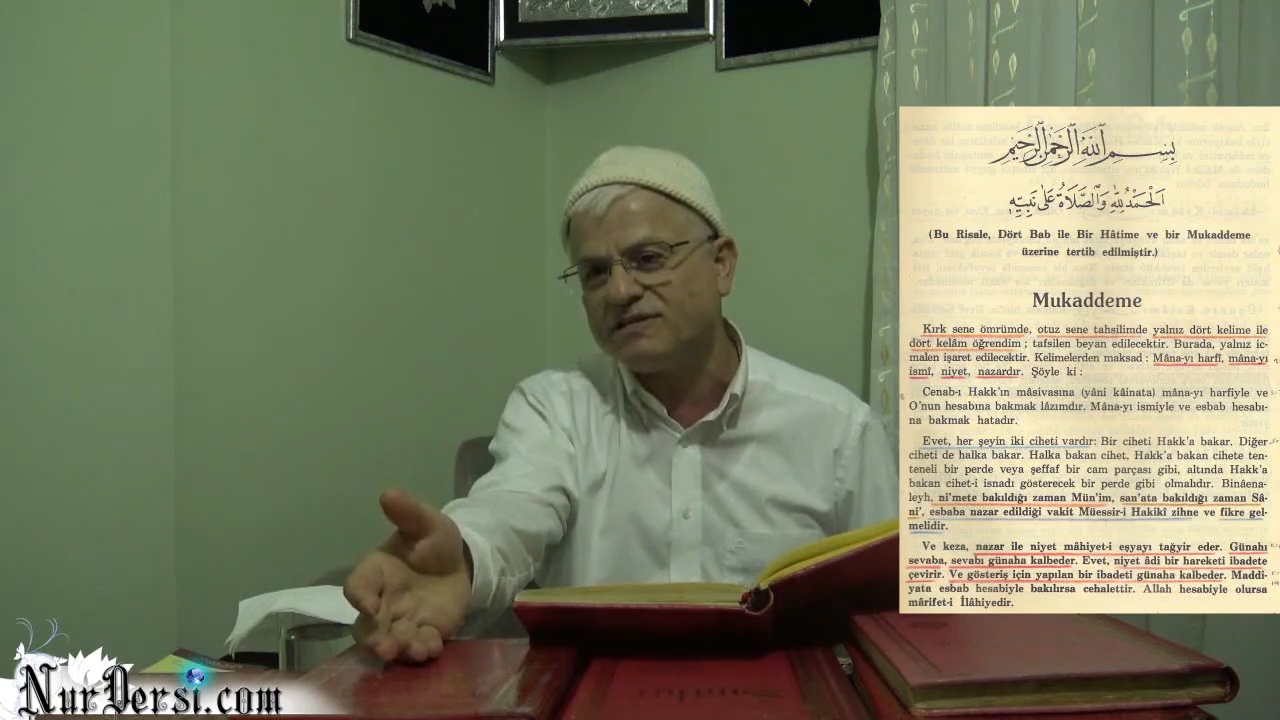 بِسْمِ اللهِ الرَّحْمٰنِ الرَّحِيمِ
اَلْحَمْدُ لِلّٰهِ وَالصَّلَاةُ عَلٰى نَبِيِّهِ
(Bu Risale, Dört Bab ile Bir Hâtime ve bir Mukaddeme
üzerine tertib edilmiştir.)
Mukaddeme
Kırk sene ömrümde, otuz sene tahsilimde yalnız dört kelime ile
dört kelâm öğrendim; tafsilen beyan edilecektir. Burada, yalnız ic-
malen işaret edilecektir. Kelimelerden maksad: Mâna-yı harfî, mâna-yı
ismî, niyet, nazardır. Şöyle ki:
Cenab-ı Hakk'ın mâsivasına (yâni kâinata) mâna-yı harfiyle ve
O'nun hesabına bakmak lâzımdır. Mâna-yı ismiyle ve esbab hesabı-
na bakmak hatadır.
Evet, her şeyin iki ciheti vardır: Bir ciheti Hakk'a bakar. Diğer
ciheti de halka bakar. Halka bakan cihet, Hakk'a bakan cihete ten-
teneli bir perde veya şeffaf bir cam parçası gibi, altında Hakk'a
bakan cihet-i isnadı gösterecek bir perde gibi olmalıdır. Binâena-
leyh, ni'mete bakıldığı zaman Mün'im, san'ata bakıldığı zaman Sâ-
ni', esbaba nazar edildiği vakit Müessir-i Hakikî zihne ve fikre gel-
melidir.
Ve keza, nazar ile niyet mâhiyet-i eşyayı tağyir eder. Günahı
sevaba, sevabı günaha kalbeder. Evet, niyet âdi bir hareketi ibadete
çevirir. Ve gösteriş için yapılan bir ibadeti günaha kalbeder. Maddi-
yata esbab hesabiyle bakılırsa cehalettir. Allah hesabiyle olursa
mârifet-i İlâhiyedir.
NurDersi.com